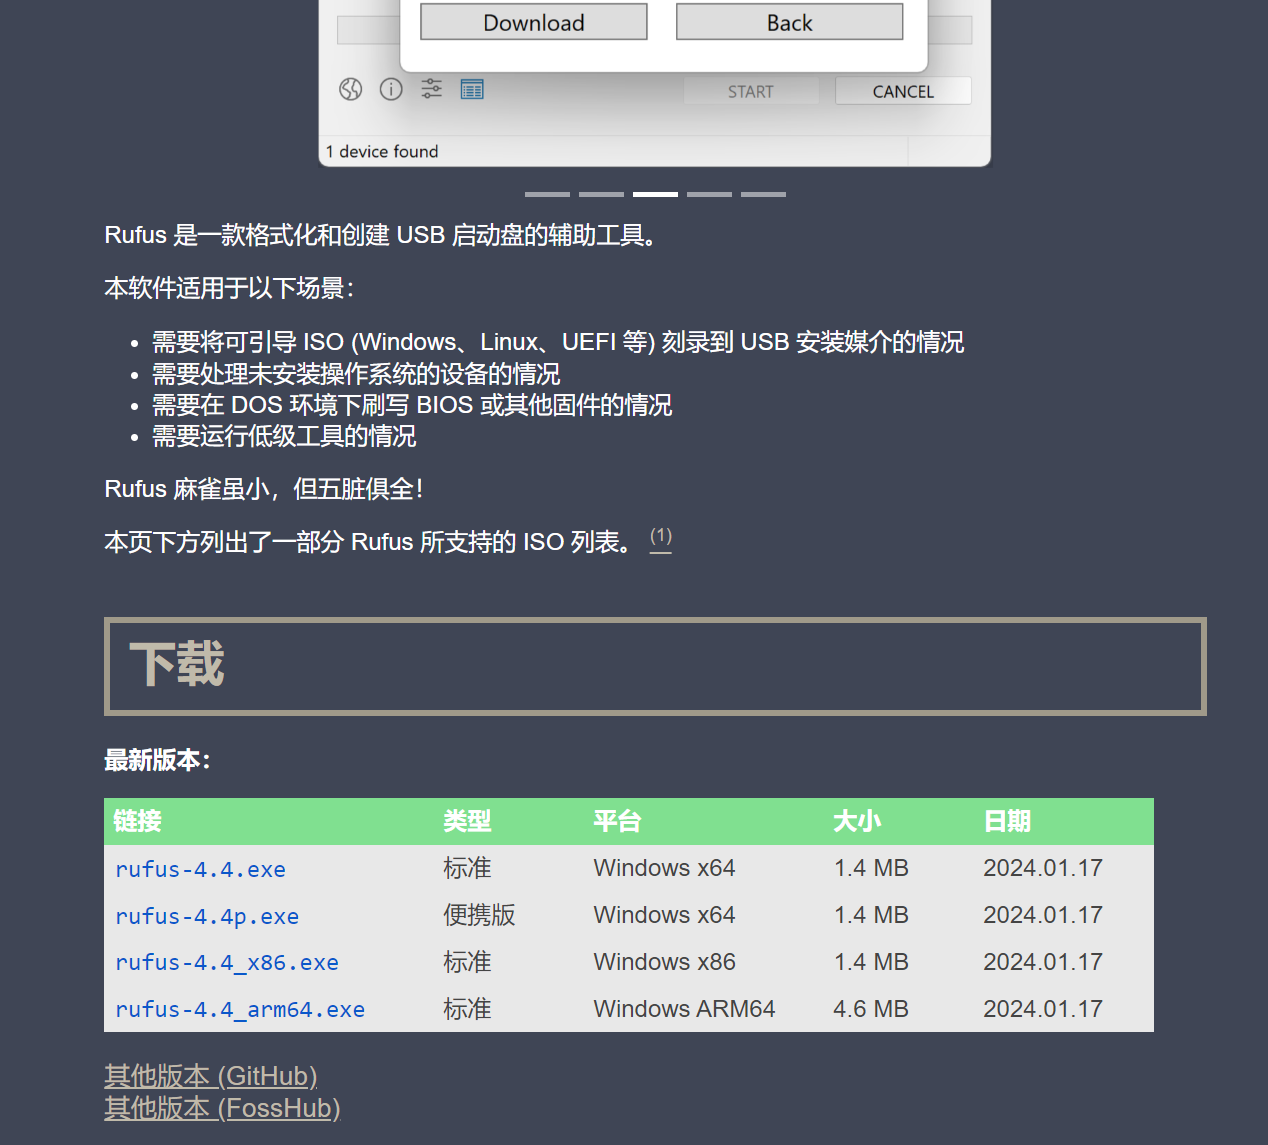 Download Back
START CANCEL
1 device found
Rufus 是一款格式化和创建 USB 启动盘的辅助工具。
本软件适用于以下场景：
• 需要将可引导 ISO (Windows、Linux、UEFI 等) 刻录到 USB 安装媒介的情况
• 需要处理未安装操作系统的设备的情况
• 需要在 DOS 环境下刷写 BIOS 或其他固件的情况
• 需要运行低级工具的情况
Rufus 麻雀虽小，但五脏俱全！
本页下方列出了一部分 Rufus 所支持的 ISO 列表。 (1)
下载
最新版本：
链接 类型 平台 大小 日期
rufus-4.4.exe 标准 Windows x64 1.4 MB 2024.01.17
rufus-4.4p.exe 便携版 Windows x64 1.4 MB 2024.01.17
rufus-4.4_x86.exe 标准 Windows x86 1.4 MB 2024.01.17
rufus-4.4_arm64.exe 标准 Windows ARM64 4.6 MB 2024.01.17
其他版本 (GitHub)
其他版本 (FossHub)